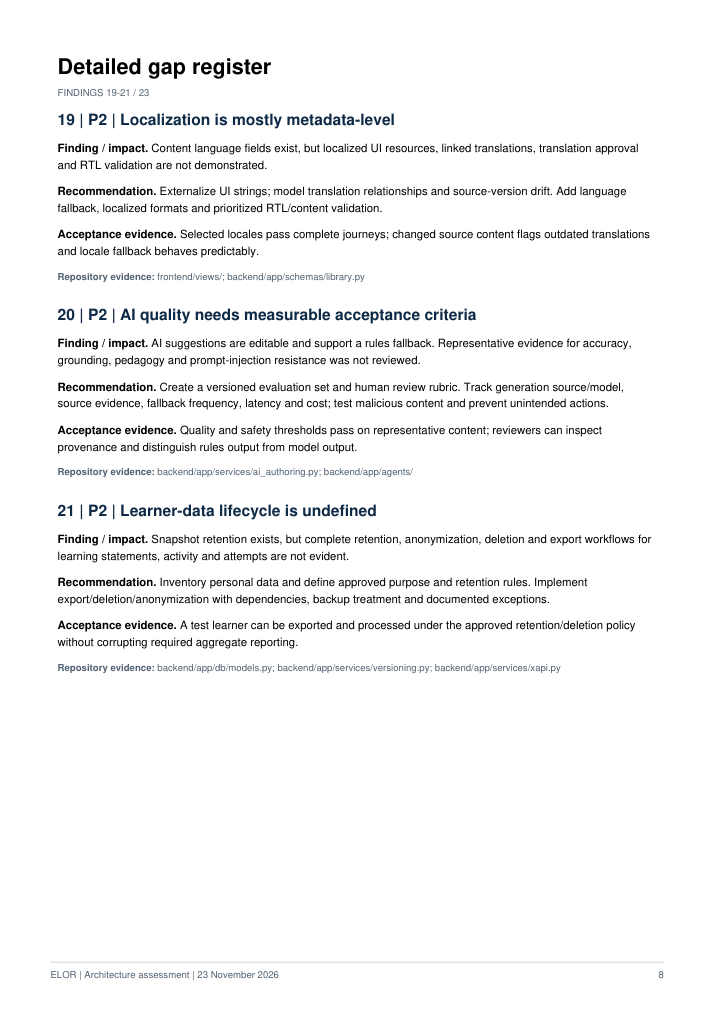 Detailed gap register
FINDINGS 19-21 / 23
19 | P2 | Localization is mostly metadata-level
Finding / impact. Content language fields exist, but localized UI resources, linked translations, translation approval
and RTL validation are not demonstrated.
Recommendation. Externalize UI strings; model translation relationships and source-version drift. Add language
fallback, localized formats and prioritized RTL/content validation.
Acceptance evidence. Selected locales pass complete journeys; changed source content flags outdated translations
and locale fallback behaves predictably.
Repository evidence: frontend/views/; backend/app/schemas/library.py
20 | P2 | AI quality needs measurable acceptance criteria
Finding / impact. AI suggestions are editable and support a rules fallback. Representative evidence for accuracy,
grounding, pedagogy and prompt-injection resistance was not reviewed.
Recommendation. Create a versioned evaluation set and human review rubric. Track generation source/model,
source evidence, fallback frequency, latency and cost; test malicious content and prevent unintended actions.
Acceptance evidence. Quality and safety thresholds pass on representative content; reviewers can inspect
provenance and distinguish rules output from model output.
Repository evidence: backend/app/services/ai_authoring.py; backend/app/agents/
21 | P2 | Learner-data lifecycle is undefined
Finding / impact. Snapshot retention exists, but complete retention, anonymization, deletion and export workflows for
learning statements, activity and attempts are not evident.
Recommendation. Inventory personal data and define approved purpose and retention rules. Implement
export/deletion/anonymization with dependencies, backup treatment and documented exceptions.
Acceptance evidence. A test learner can be exported and processed under the approved retention/deletion policy
without corrupting required aggregate reporting.
Repository evidence: backend/app/db/models.py; backend/app/services/versioning.py; backend/app/services/xapi.py
ELOR | Architecture assessment | 23 November 2026
8